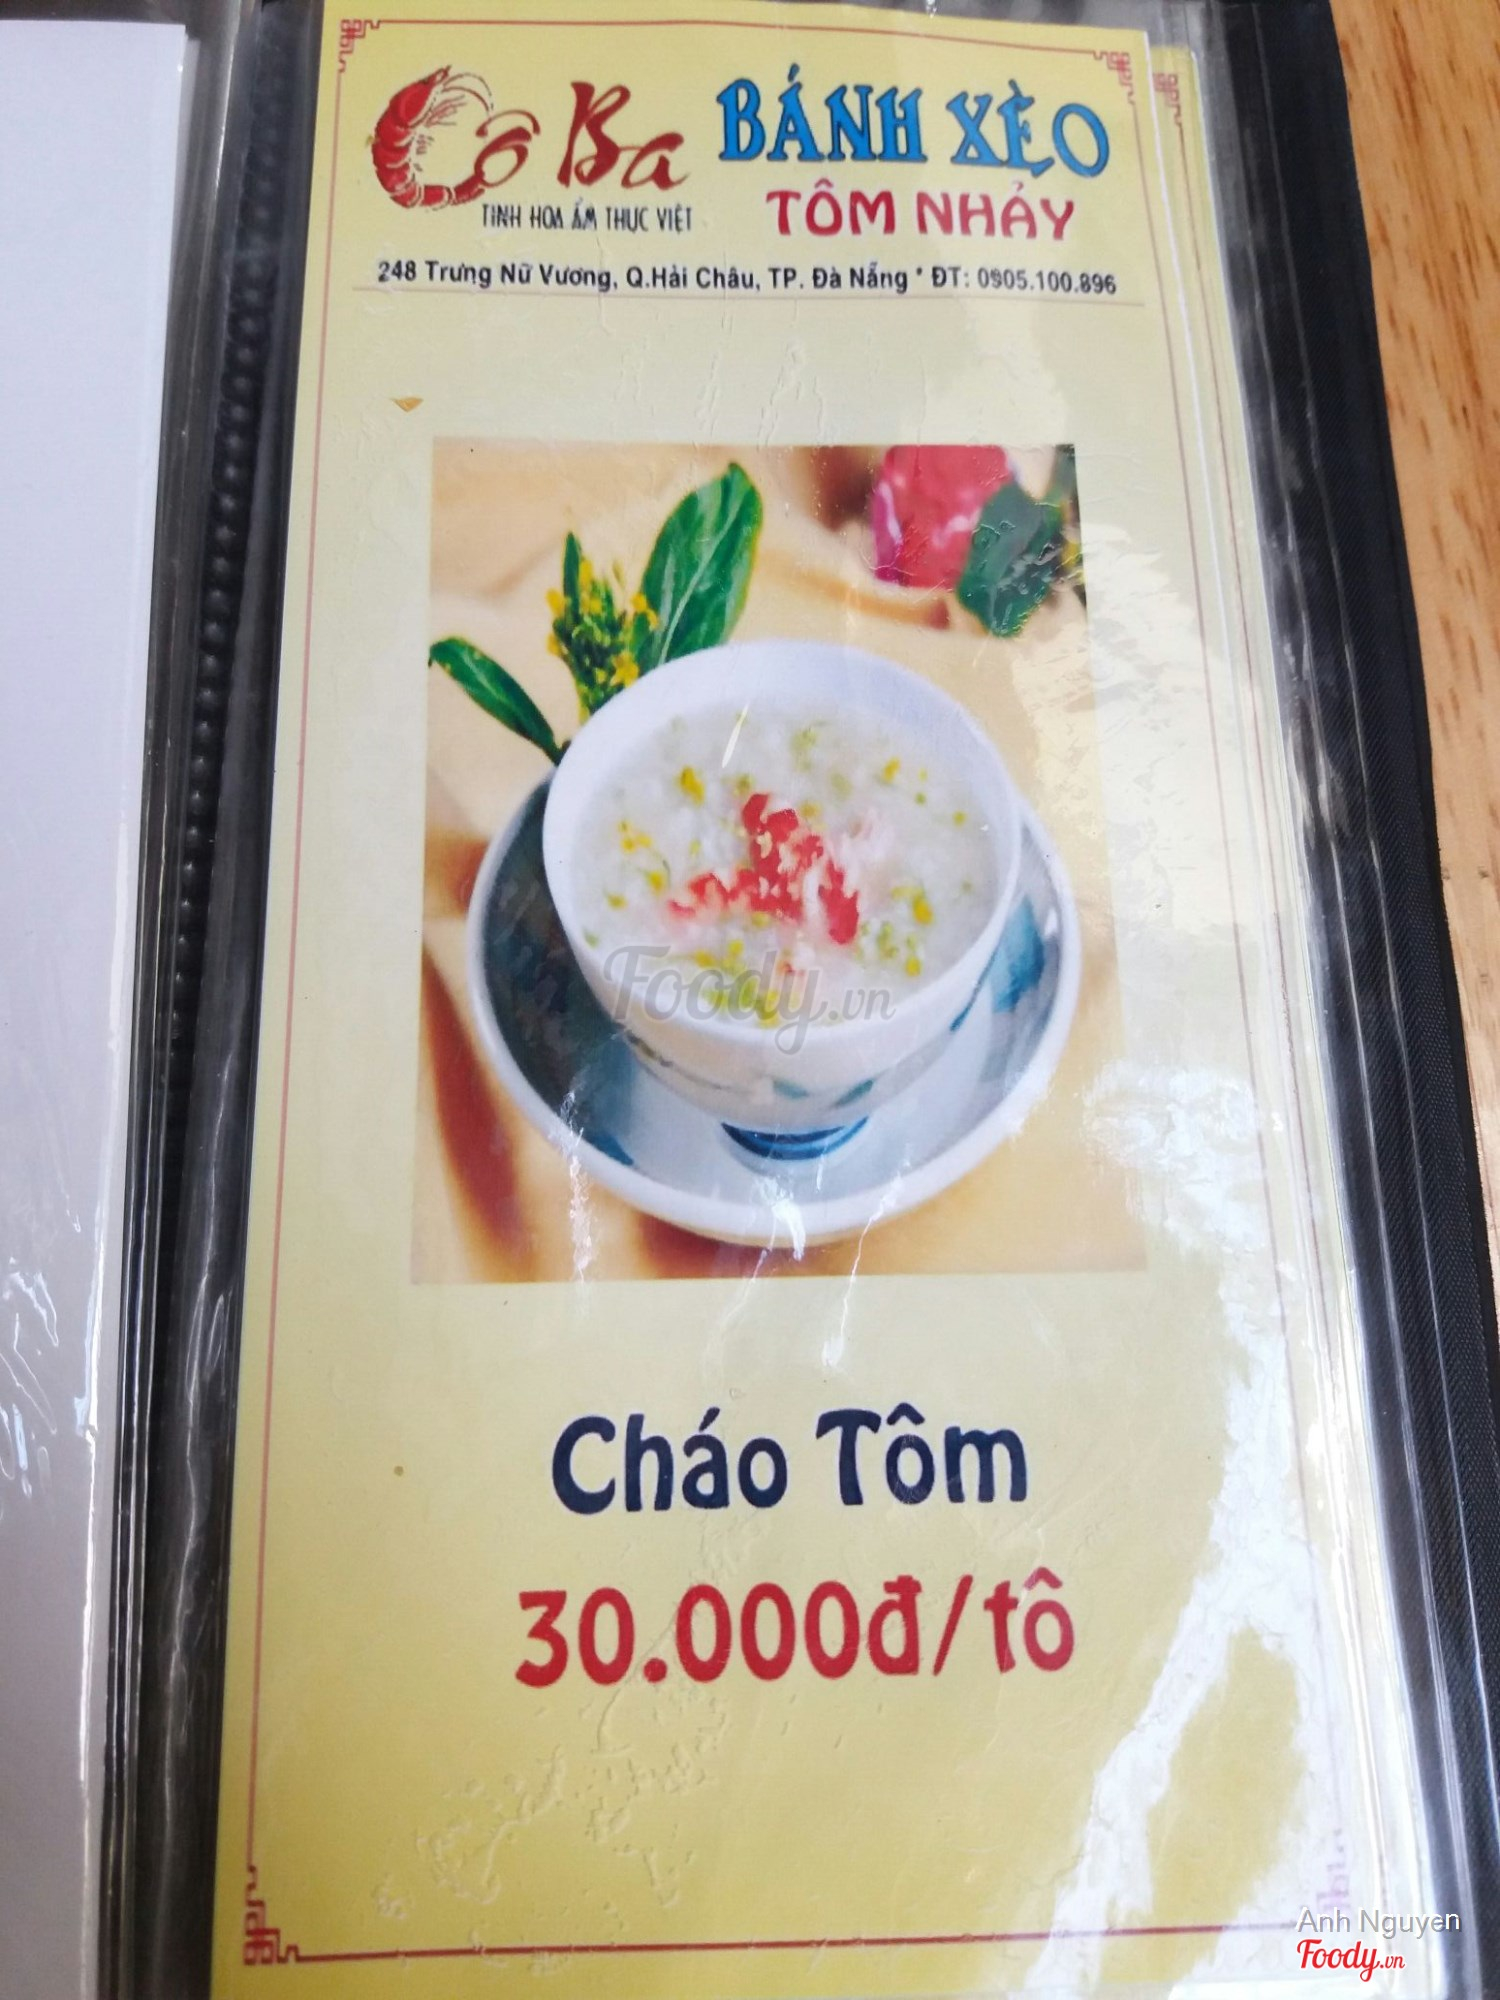 Cô Ba
TINH HOA ẨM THỰC VIỆT
BÁNH XÈO
TÔM NHẢY
248 Trưng Nữ Vương, Q.Hải Châu, TP. Đà Nẵng * ĐT: 0905.100.896
Foody.vn
Cháo Tôm
30.000đ/tô
Anh Nguyen
Foody.vn